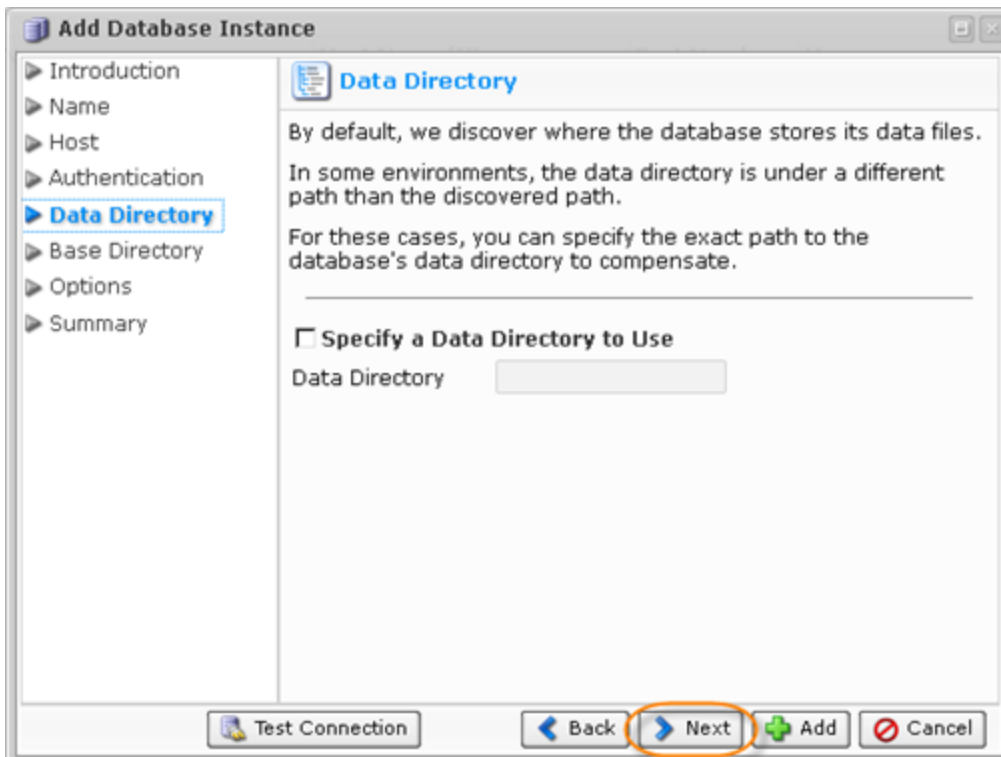 Add Database Instance
Introduction
Name
Host
Authentication
Data Directory
Base Directory
Options
Summary
Data Directory
By default, we discover where the database stores its data files.
In some environments, the data directory is under a different
path than the discovered path.
For these cases, you can specify the exact path to the
database's data directory to compensate.
Specify a Data Directory to Use
Data Directory
Test Connection
Back
Next
Add
Cancel